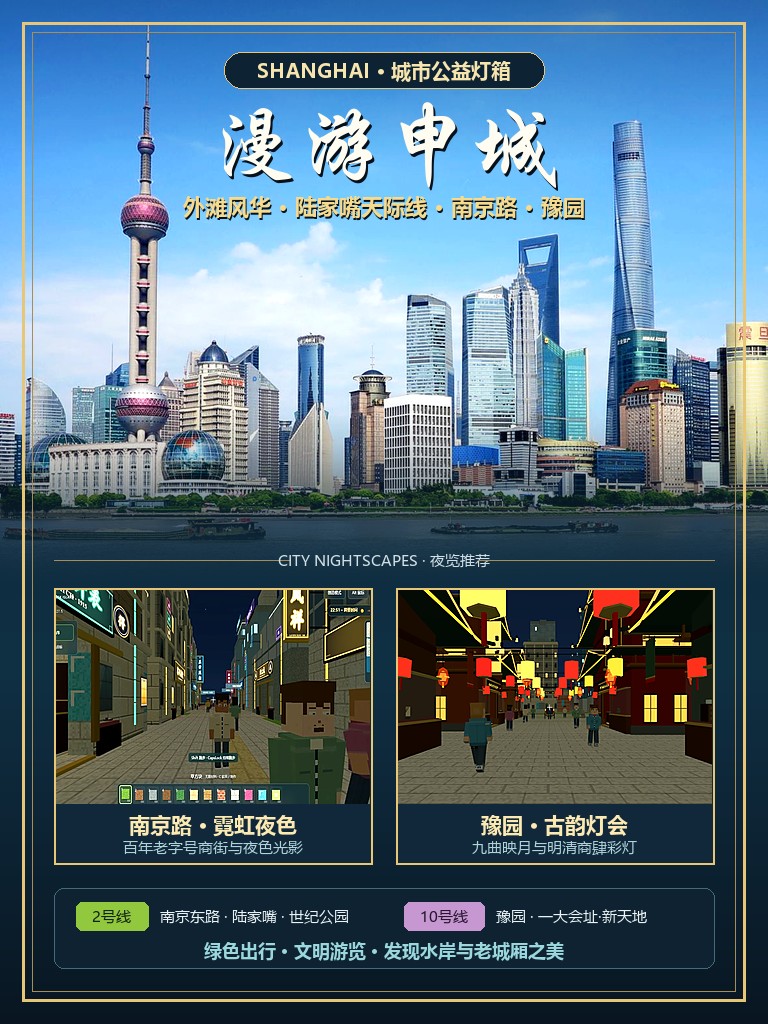 SHANGHAI • 城市公益灯箱
漫游申城
外滩风华 • 陆家嘴天际线 • 南京路 • 豫园
震旦
CITY NIGHTSCAPES · 夜览推荐
南京路 • 霓虹夜色
百年老字号商街与夜色光影
豫园 • 古韵灯会
九曲映月与明清商肆彩灯
2号线 南京东路 · 陆家嘴 · 世纪公园
10号线 豫园 · 一大会址·新天地
绿色出行 • 文明游览 • 发现水岸与老城厢之美